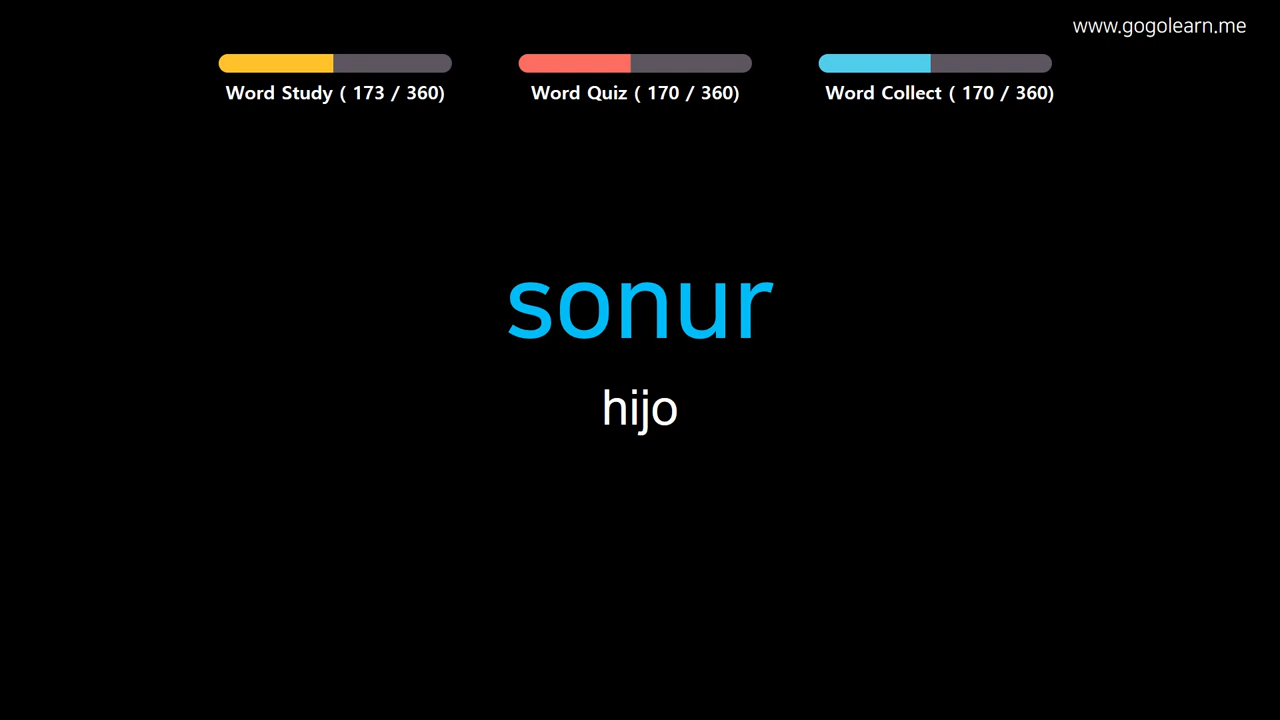 www.gogolearn.me
Word Study ( 173 / 360)
Word Quiz ( 170 / 360)
Word Collect ( 170 / 360)
sonur
hijo